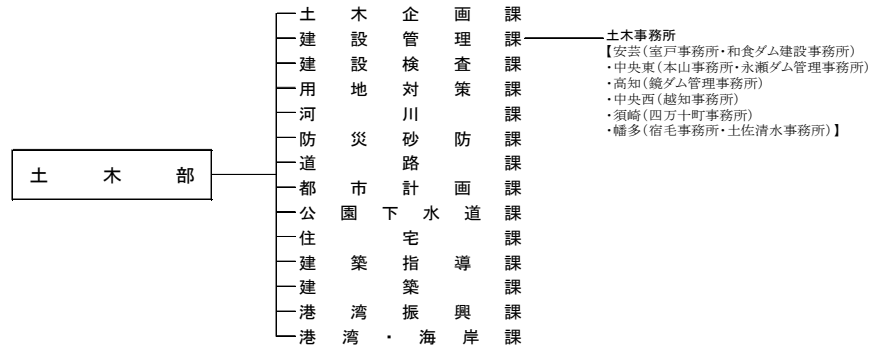 土木部
土木企画課
建設管理課
建設検査課
用地対策課
河川課
防災砂防課
道路課
都市計画課
公園下水道課
住宅課
建築指導課
建築課
港湾振興課
港湾・海岸課
土木事務所
【安芸(室戸事務所・和食ダム建設事務所)
・中央東(本山事務所・永瀬ダム管理事務所)
・高知(鏡ダム管理事務所)
・中央西(越知事務所)
・須崎(四万十町事務所)
・幡多(宿毛事務所・土佐清水事務所)】